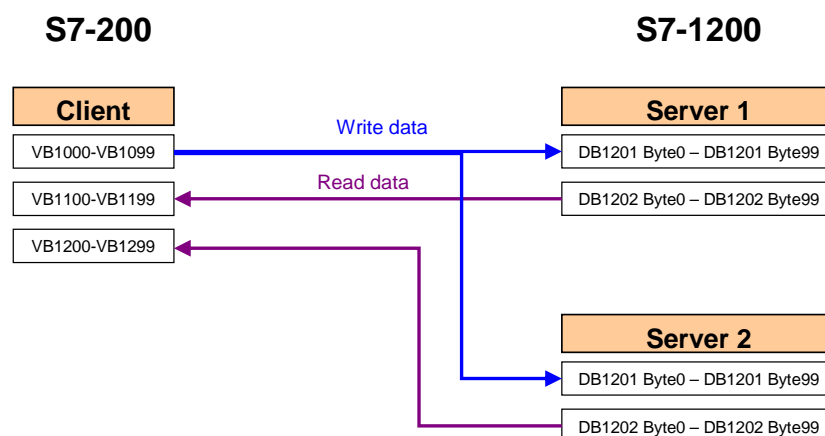 S7-200
S7-1200
Client
Server 1
Write data
VB1000-VB1099
DB1201 Byte0 – DB1201 Byte99
Read data
VB1100-VB1199
DB1202 Byte0 – DB1202 Byte99
VB1200-VB1299
Server 2
DB1201 Byte0 – DB1201 Byte99
DB1202 Byte0 – DB1202 Byte99